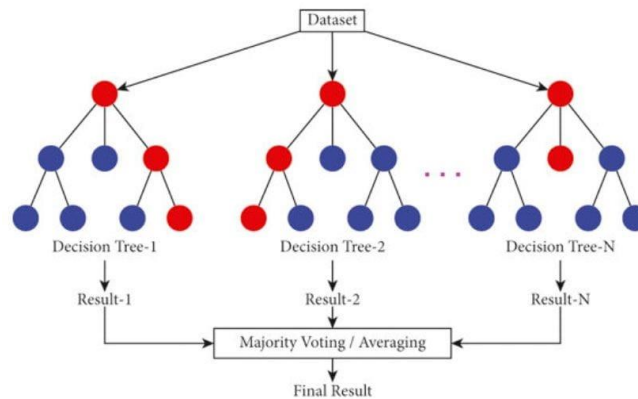 Dataset
Decision Tree-1
Decision Tree-2
Decision Tree-N
Result-1
Result-2
Result-N
Majority Voting / Averaging
Final Result